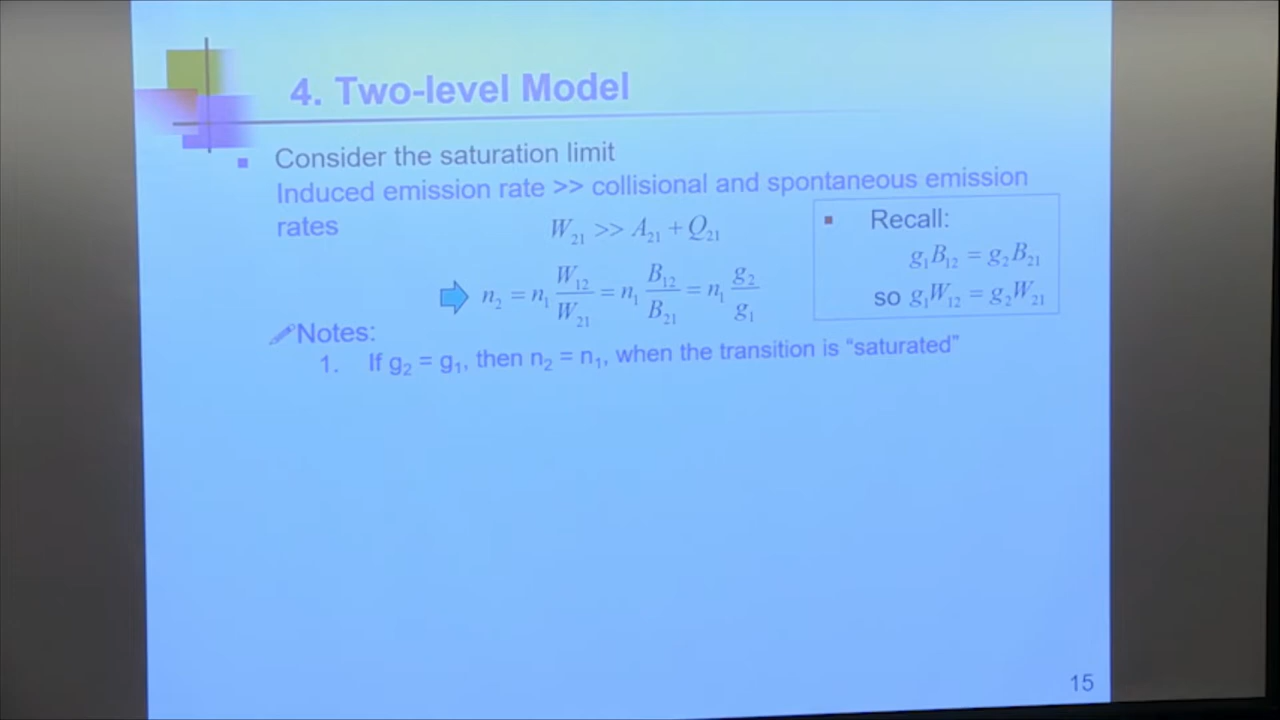 4. Two-level Model
Consider the saturation limit
Induced emission rate >> collisional and spontaneous emission
rates
W₂₁ >> A₂₁ + Q₂₁
n₂ = n₁ W₁₂/W₂₁ = n₁ B₁₂/B₂₁ = n₁ g₂/g₁
Recall:
g₁B₁₂ = g₂B₂₁
so g₁W₁₂ = g₂W₂₁
Notes:
1. If g₂ = g₁, then n₂ = n₁, when the transition is “saturated”
15